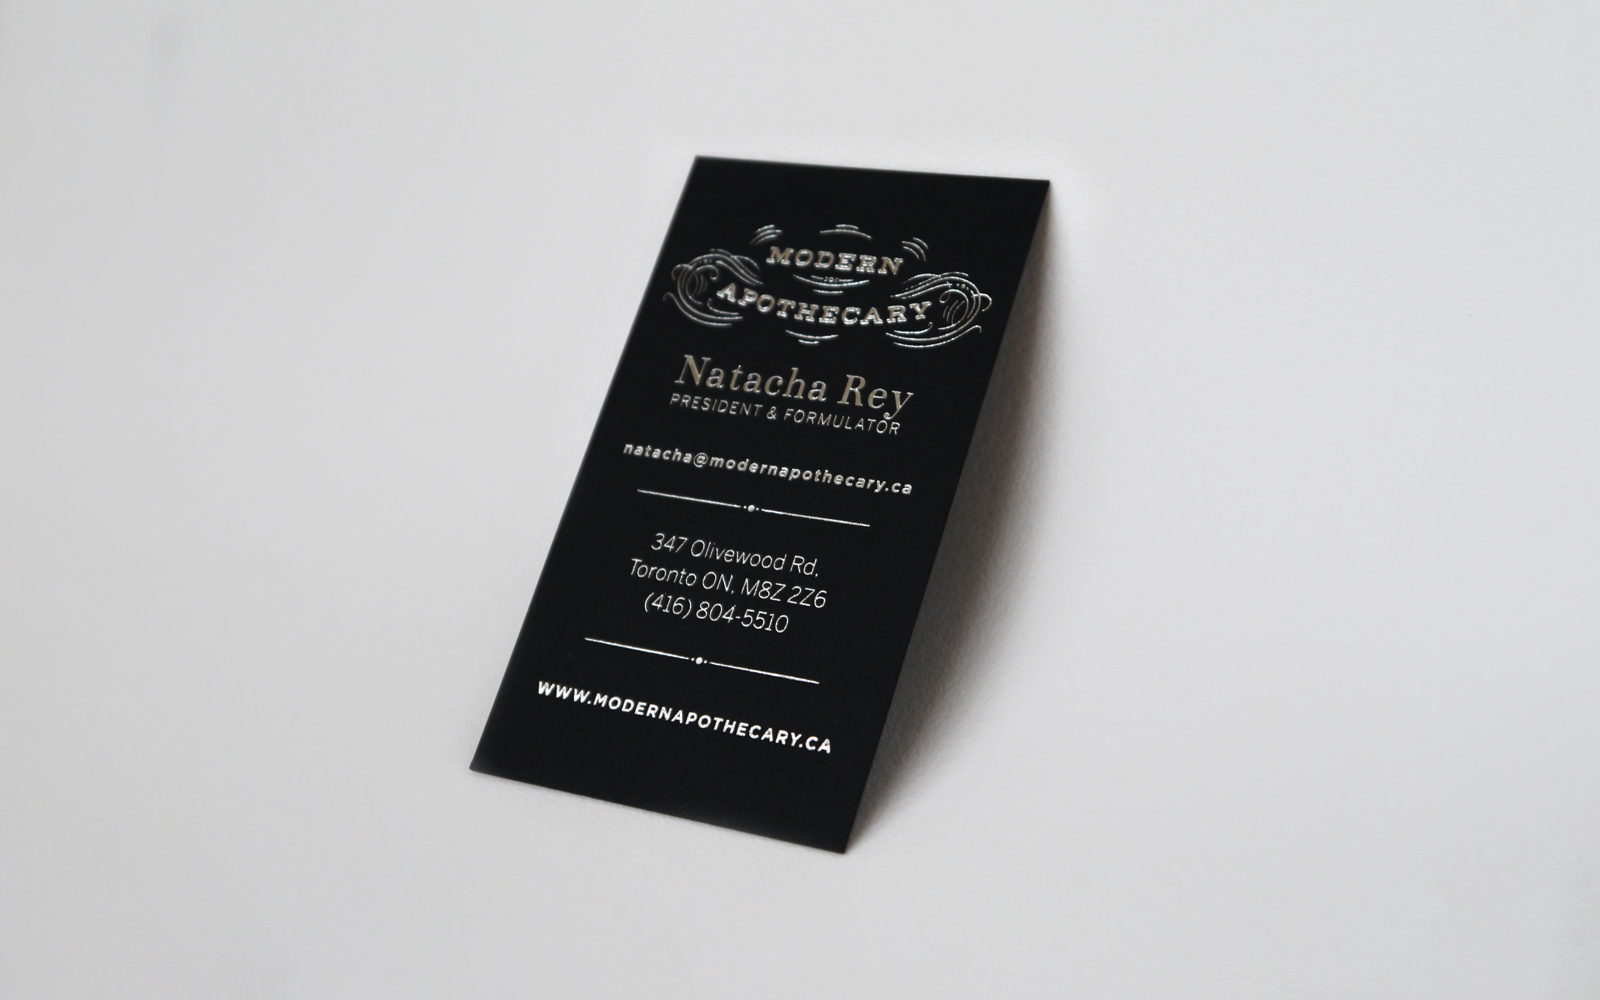 MODERN
APOTHECARY
Natacha Rey
PRESIDENT & FORMULATOR
natacha@modernapothecary.ca
347 Olivewood Rd,
Toronto ON, M8Z 2Z6
(416) 804-5510
WWW.MODERNAPOTHECARY.CA